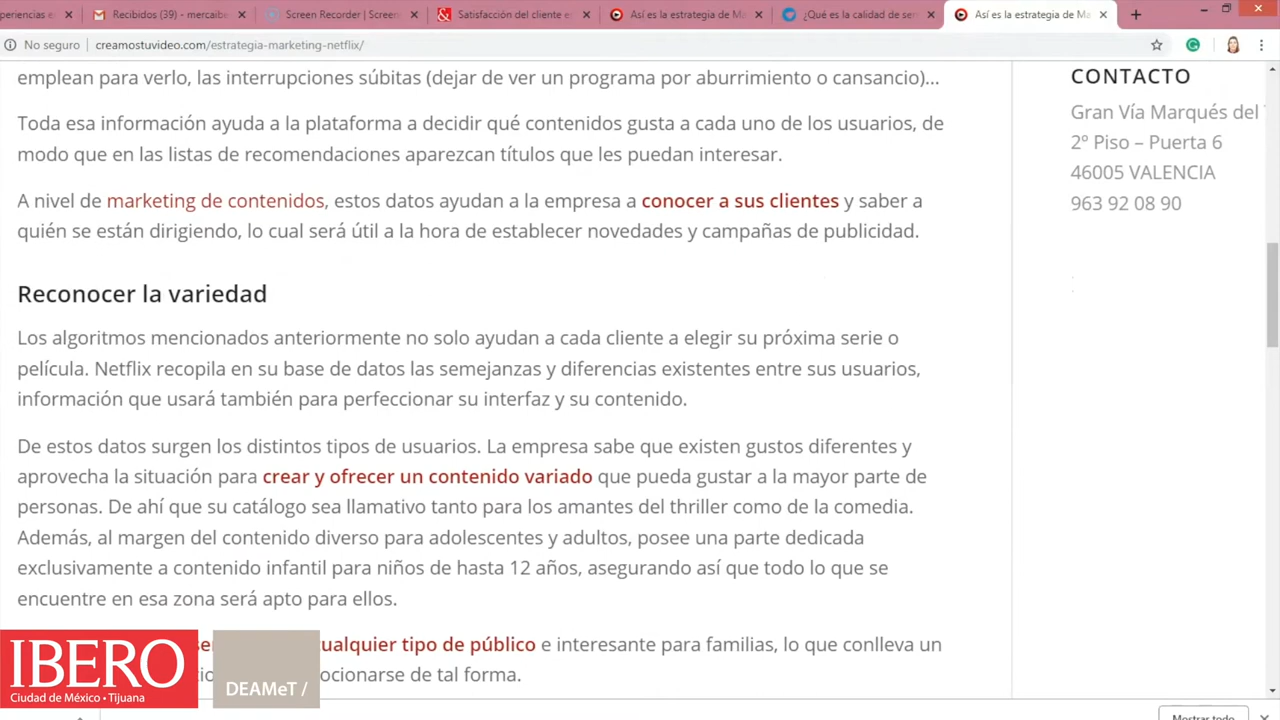 periencias e
Recibidos (39) - mercaibe
Screen Recorder | Screen
Satisfacción del cliente e
Así es la estrategia de Ma
¿Qué es la calidad de ser
Así es la estrategia de Ma
No seguro
creamostuvideo.com/estrategia-marketing-netflix/
emplean para verlo, las interrupciones súbitas (dejar de ver un programa por aburrimiento o cansancio)...
Toda esa información ayuda a la plataforma a decidir qué contenidos gusta a cada uno de los usuarios, de
modo que en las listas de recomendaciones aparezcan títulos que les puedan interesar.
A nivel de marketing de contenidos, estos datos ayudan a la empresa a conocer a sus clientes y saber a
quién se están dirigiendo, lo cual será útil a la hora de establecer novedades y campañas de publicidad.
Reconocer la variedad
Los algoritmos mencionados anteriormente no solo ayudan a cada cliente a elegir su próxima serie o
película. Netflix recopila en su base de datos las semejanzas y diferencias existentes entre sus usuarios,
información que usará también para perfeccionar su interfaz y su contenido.
De estos datos surgen los distintos tipos de usuarios. La empresa sabe que existen gustos diferentes y
aprovecha la situación para crear y ofrecer un contenido variado que pueda gustar a la mayor parte de
personas. De ahí que su catálogo sea llamativo tanto para los amantes del thriller como de la comedia.
Además, al margen del contenido diverso para adolescentes y adultos, posee una parte dedicada
exclusivamente a contenido infantil para niños de hasta 12 años, asegurando así que todo lo que se
encuentre en esa zona será apto para ellos.
cualquier tipo de público e interesante para familias, lo que conlleva un
de tal forma.
CONTACTO
Gran Vía Marqués del
2º Piso – Puerta 6
46005 VALENCIA
963 92 08 90
IBERO
Ciudad de México • Tijuana
DEAMeT /
Mostrar todo